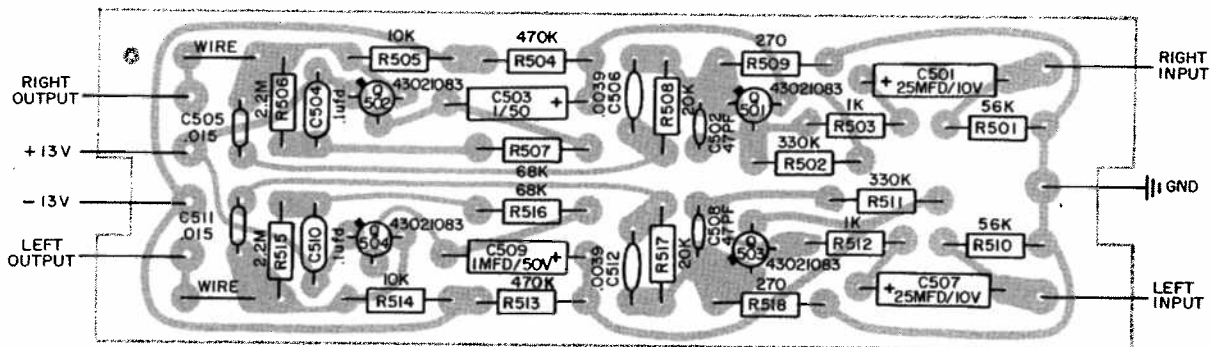 10K
470K
270
WIRE
R505
R504
R509
RIGHT
INPUT
RIGHT
OUTPUT
2.2M
R506
C504
.1ufd
Q
502
43021083
C503
1/50
+
.0039
C506
R508
20K
C502
47PF
Q
501
43021083
+
C501
25MFD/10V
1K
R503
56K
R501
C505
.015
R507
68K
330K
R502
+13V
-13V
GND
C511
.015
2.2M
R515
C510
.1ufd
Q
504
43021083
68K
R516
C509
1MFD/50V
+
.0039
C512
R517
20K
C508
47PF
Q
503
43021083
330K
R511
1K
R512
56K
R510
LEFT
OUTPUT
WIRE
10K
R514
470K
R513
270
R518
+
C507
25MFD/10V
LEFT
INPUT